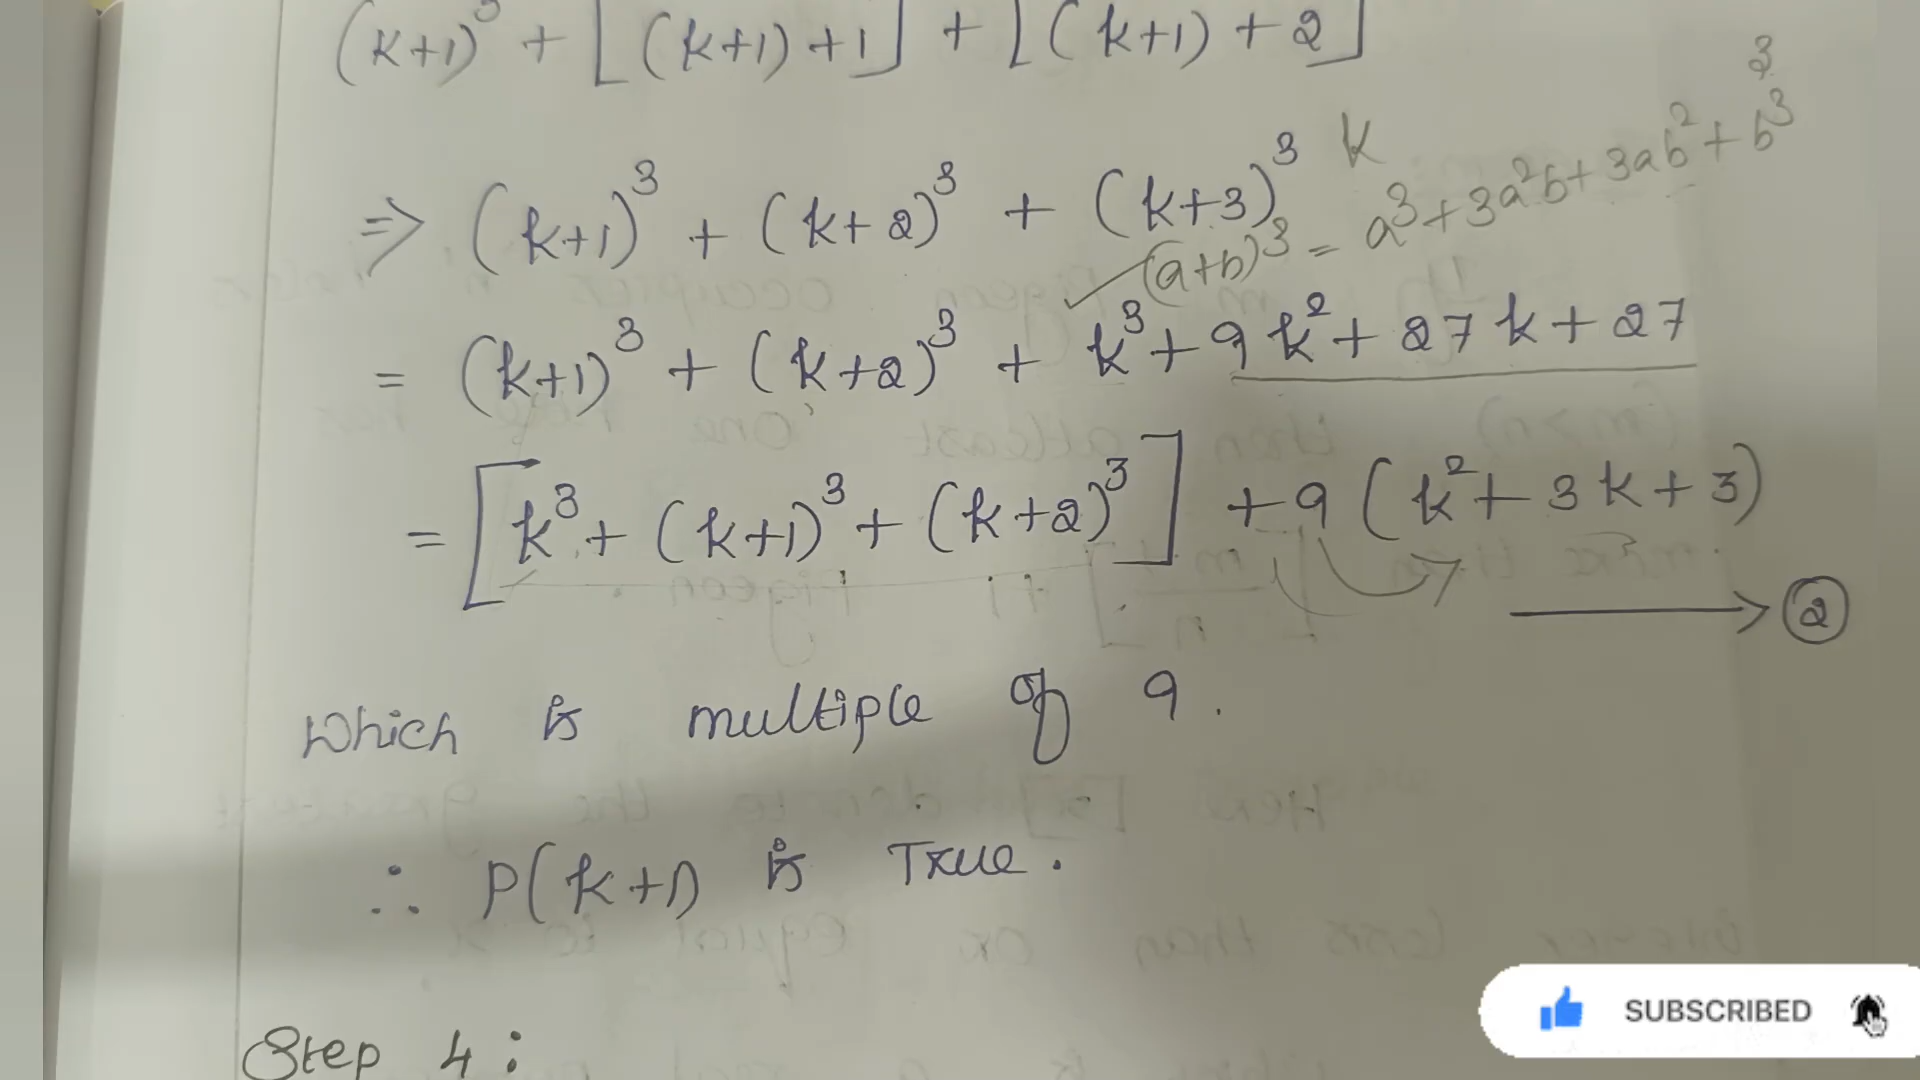 (k+1)³ + [(k+1)+1] + [(k+1)+2]
3
⇒ (k+1)³ + (k+2)³ + (k+3)³ k
(a+b)³ = a³+3a²b+3ab²+b³
= (k+1)³ + (k+2)³ + k³+9k²+27k+27
= [k³+(k+1)³+(k+2)³] +9(k²+3k+3)
→ ②
which is multiple of 9.
∴ P(k+1) is True.
Step 4:
SUBSCRIBED